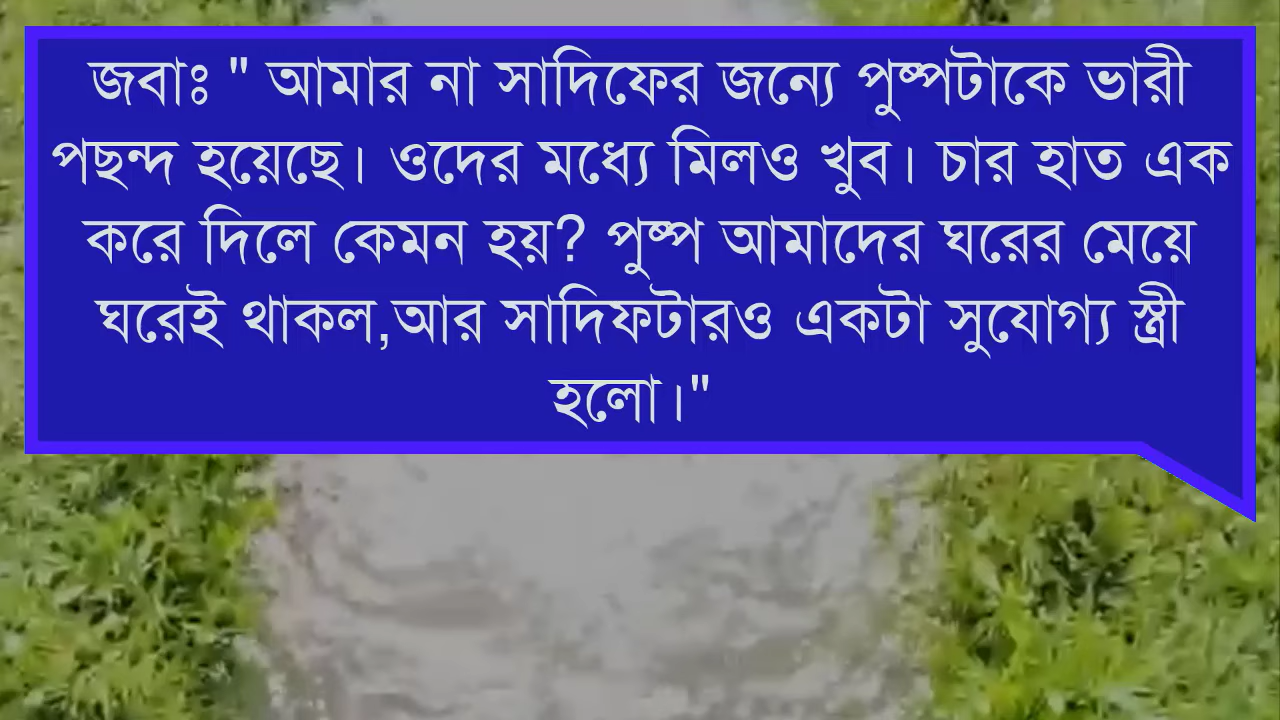 জবাঃ " আমার না সাদিফের জন্যে পুষ্পটাকে ভারী
পছন্দ হয়েছে। ওদের মধ্যে মিলও খুব। চার হাত এক
করে দিলে কেমন হয়? পুষ্প আমাদের ঘরের মেয়ে
ঘরেই থাকল,আর সাদিফটারও একটা সুযোগ্য স্ত্রী
হলো।"